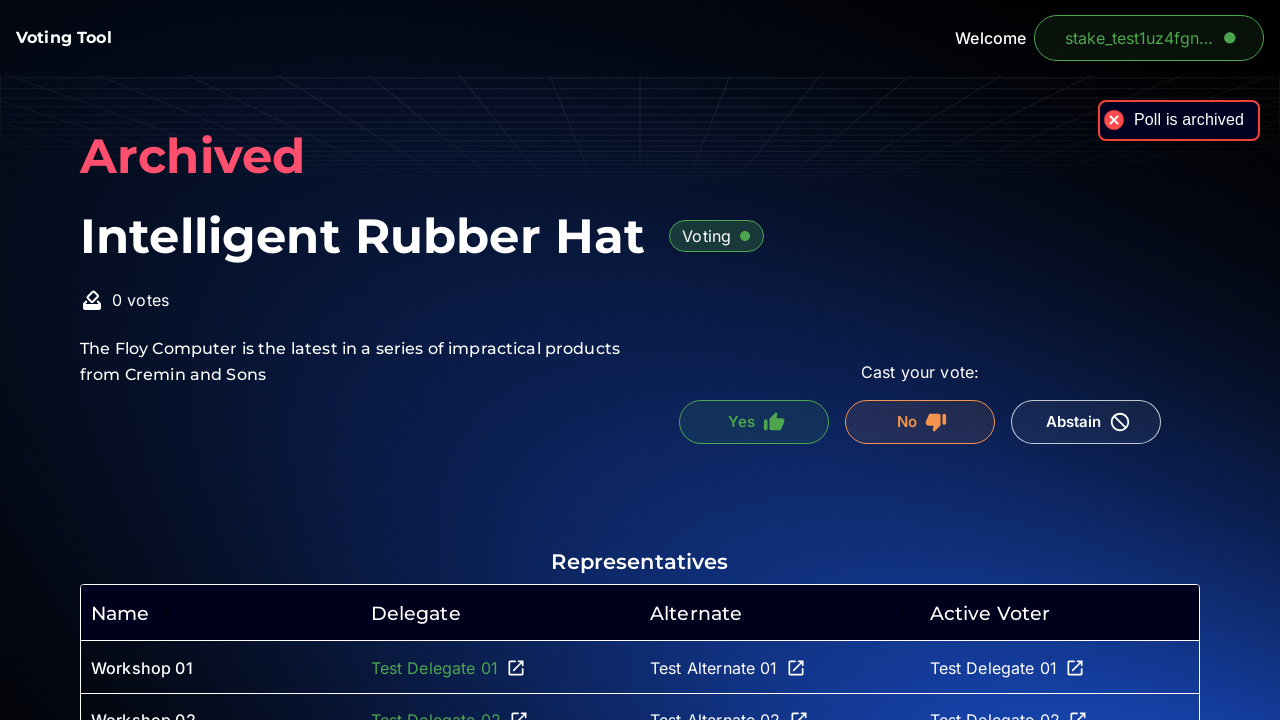 Voting Tool
Welcome
stake_test1uz4fgn...
Poll is archived
Archived
Intelligent Rubber Hat
Voting
0 votes
The Floy Computer is the latest in a series of impractical products
from Cremin and Sons
Cast your vote:
Yes
No
Abstain
Representatives
Name Delegate Alternate Active Voter
Workshop 01 Test Delegate 01 Test Alternate 01 Test Delegate 01
Workshop 02 Test Delegate 02 Test Alternate 02 Test Delegate 02